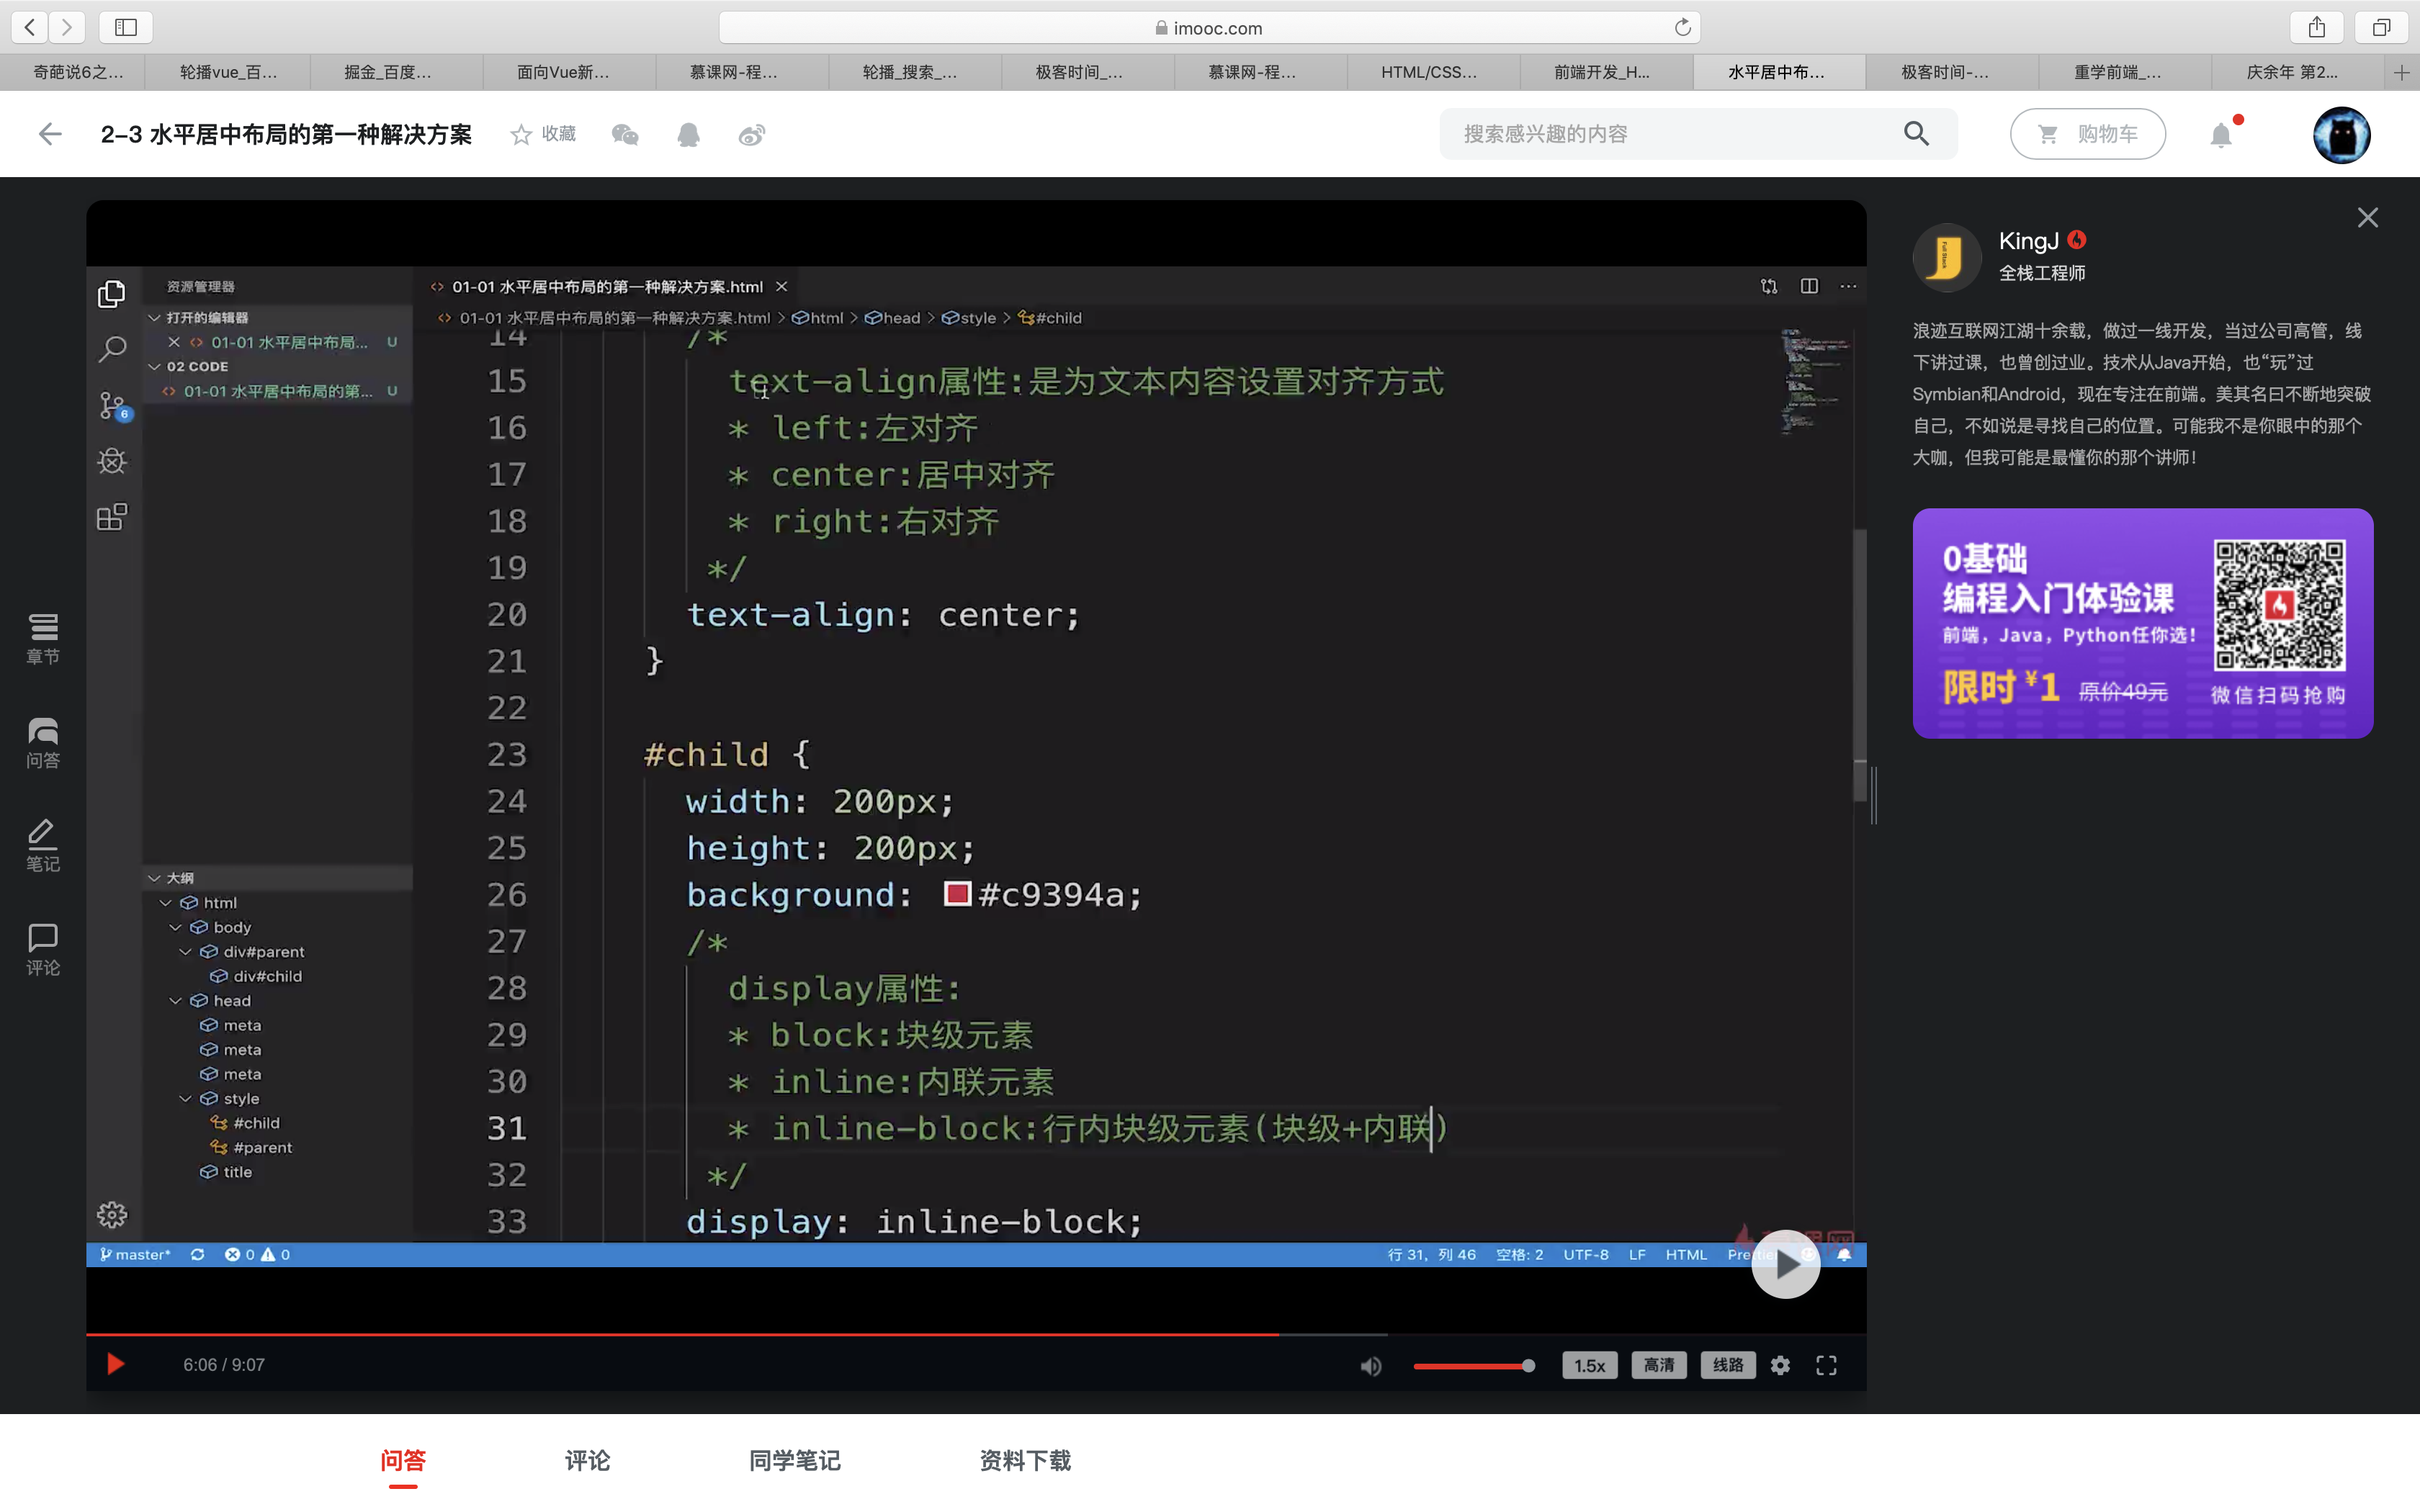 imooc.com
奇葩说6之...
轮播vue_百...
掘金_百度...
面向Vue新...
慕课网-程...
轮播_搜索_...
极客时间_...
慕课网-程...
HTML/CSS...
前端开发_H...
水平居中布...
极客时间-...
重学前端_...
庆余年 第2...
2-3 水平居中布局的第一种解决方案
收藏
搜索感兴趣的内容
购物车
章节
问答
笔记
评论
资源管理器
打开的编辑器
01-01 水平居中布局... U
02 CODE
01-01 水平居中布局的第... U
6
大纲
html
body
div#parent
div#child
head
meta
meta
meta
style
#child
#parent
title
01-01 水平居中布局的第一种解决方案.html
01-01 水平居中布局的第一种解决方案.html > html > head > style > #child
14 /*
15 text-align属性:是为文本内容设置对齐方式
16 * left:左对齐
17 * center:居中对齐
18 * right:右对齐
19 */
20 text-align: center;
21 }
22
23 #child {
24 width: 200px;
25 height: 200px;
26 background: #c9394a;
27 /*
28 display属性:
29 * block:块级元素
30 * inline:内联元素
31 * inline-block:行内块级元素(块级+内联)
32 */
33 display: inline-block;
master* 0 0
行 31，列 46 空格: 2 UTF-8 LF HTML
6:06 / 9:07
1.5x
高清
线路
KingJ
全栈工程师
浪迹互联网江湖十余载，做过一线开发，当过公司高管，线
下讲过课，也曾创过业。技术从Java开始，也“玩”过
Symbian和Android，现在专注在前端。美其名曰不断地突破
自己，不如说是寻找自己的位置。可能我不是你眼中的那个
大咖，但我可能是最懂你的那个讲师！
0基础
编程入门体验课
前端，Java，Python任你选！
限时¥1 原价49元
微信扫码抢购
问答
评论
同学笔记
资料下载